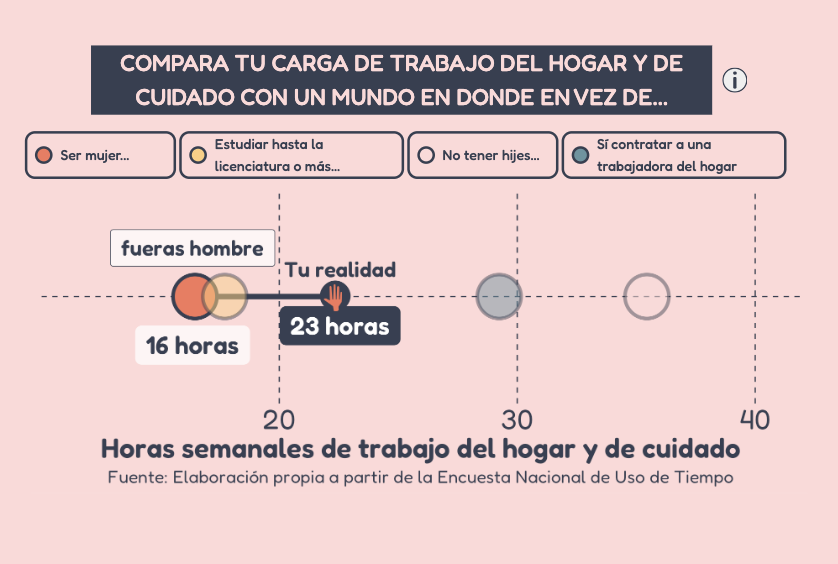 COMPARA TU CARGA DE TRABAJO DEL HOGAR Y DE
CUIDADO CON UN MUNDO EN DONDE EN VEZ DE...
i
Ser mujer...
Estudiar hasta la
licenciatura o más...
No tener hijes...
Sí contratar a una
trabajadora del hogar
fueras hombre
Tu realidad
23 horas
16 horas
20
30
40
Horas semanales de trabajo del hogar y de cuidado
Fuente: Elaboración propia a partir de la Encuesta Nacional de Uso de Tiempo